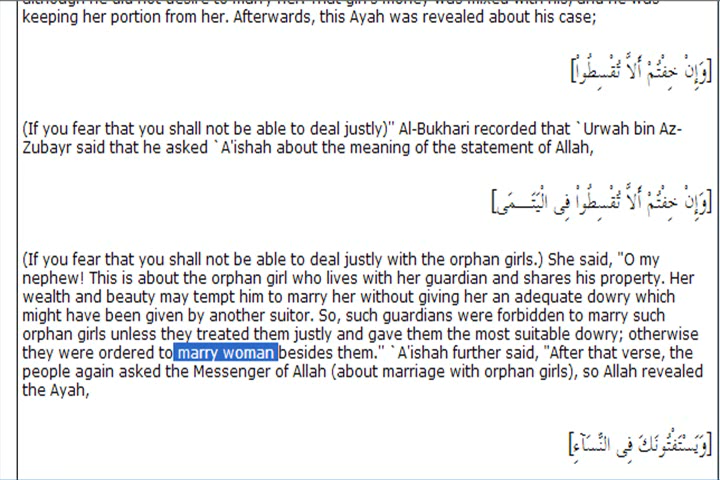 although he did not desire to marry her. That girl's money was mixed with his, and he was
keeping her portion from her. Afterwards, this Ayah was revealed about his case;
[وَإِنْ خِفْتُمْ أَلاَّ تُقْسِطُواْ]
(If you fear that you shall not be able to deal justly)'' Al-Bukhari recorded that `Urwah bin Az-
Zubayr said that he asked `A'ishah about the meaning of the statement of Allah,
[وَإِنْ خِفْتُمْ أَلاَّ تُقْسِطُواْ فِى الْيَتَـمَى]
(If you fear that you shall not be able to deal justly with the orphan girls.) She said, "O my
nephew! This is about the orphan girl who lives with her guardian and shares his property. Her
wealth and beauty may tempt him to marry her without giving her an adequate dowry which
might have been given by another suitor. So, such guardians were forbidden to marry such
orphan girls unless they treated them justly and gave them the most suitable dowry; otherwise
they were ordered to marry woman besides them." `A'ishah further said, "After that verse, the
people again asked the Messenger of Allah (about marriage with orphan girls), so Allah revealed
the Ayah,
[وَيَسْتَفْتُونَكَ فِى النِّسَآءِ]